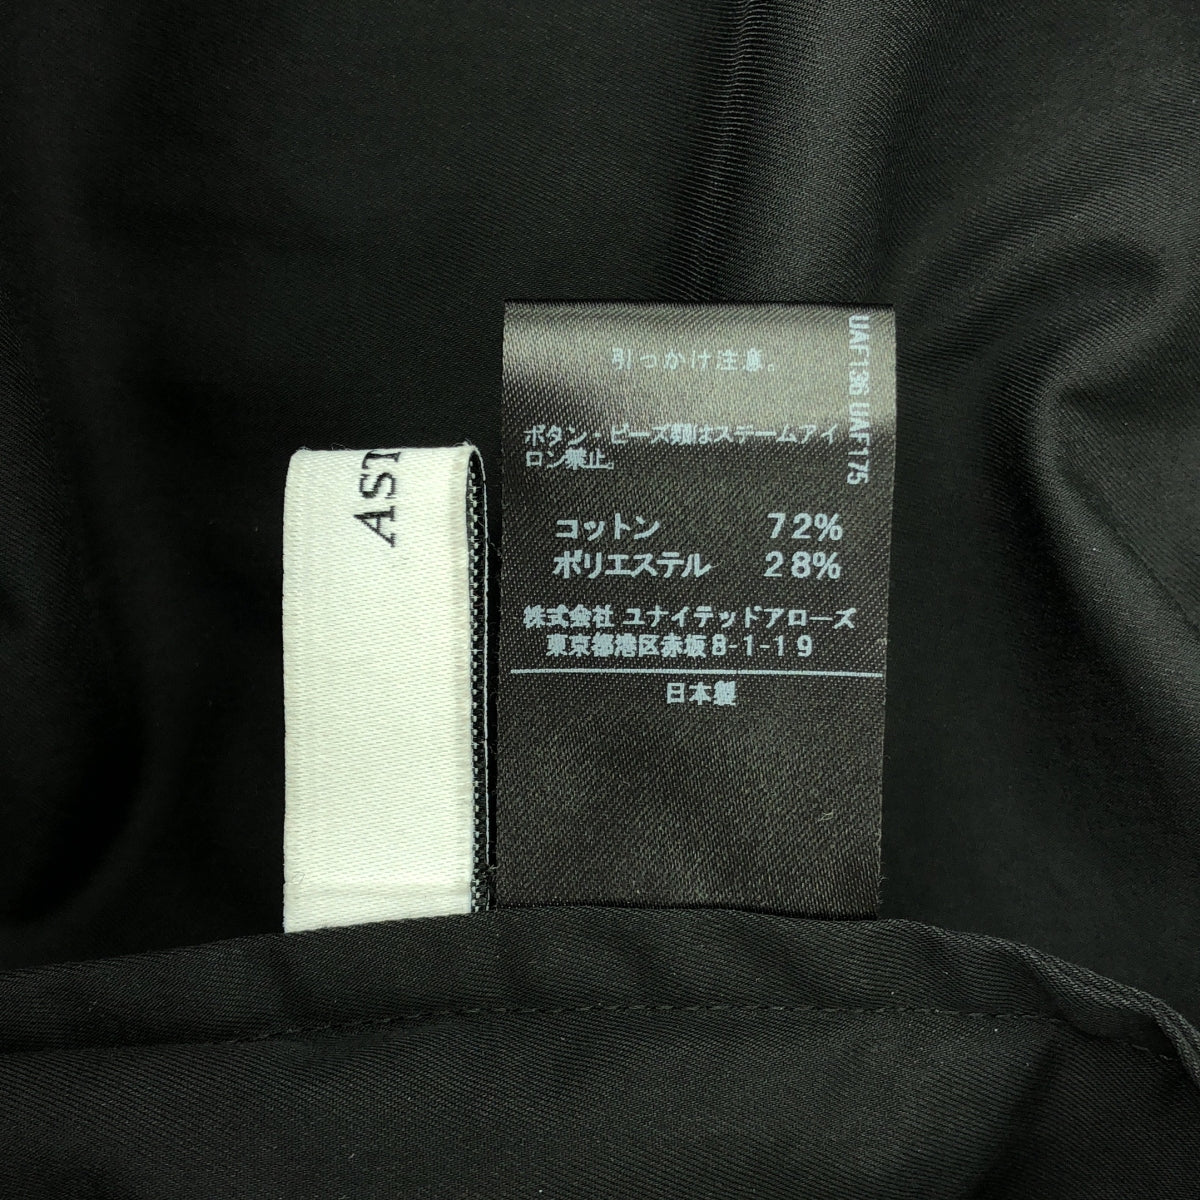 引っかけ注意。
ボタン・ビーズ類はスチームアイ
ロン禁止。
コットン 72%
ポリエステル 28%
株式会社 ユナイテッドアローズ
東京都港区赤坂8-1-19
日本製
UAF136 UAF175
AST